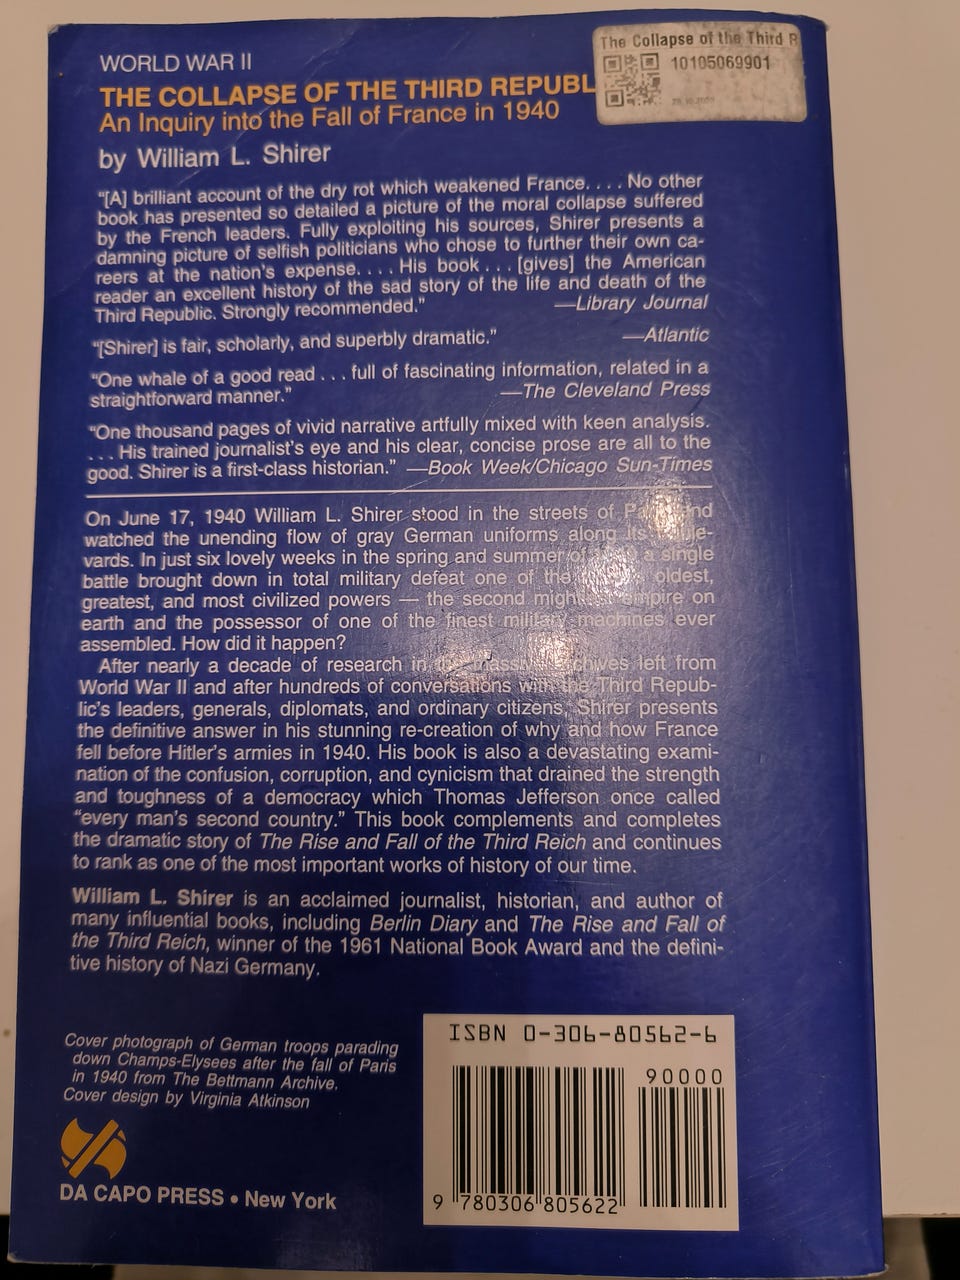 WORLD WAR II
THE COLLAPSE OF THE THIRD REPUBL
An Inquiry into the Fall of France in 1940
by William L. Shirer
The Collapse of the Third R
10105069901
"[A] brilliant account of the dry rot which weakened France. . . . No other
book has presented so detailed a picture of the moral collapse suffered
by the French leaders. Fully exploiting his sources, Shirer presents a
damning picture of selfish politicians who chose to further their own ca-
reers at the nation's expense. . . . His book . . . [gives] the American
reader an excellent history of the sad story of the life and death of the
Third Republic. Strongly recommended." —Library Journal
"[Shirer] is fair, scholarly, and superbly dramatic." —Atlantic
"One whale of a good read . . . full of fascinating information, related in a
straightforward manner." —The Cleveland Press
"One thousand pages of vivid narrative artfully mixed with keen analysis.
. . . His trained journalist's eye and his clear, concise prose are all to the
good. Shirer is a first-class historian." —Book Week/Chicago Sun-Times
On June 17, 1940 William L. Shirer stood in the streets of and
watched the unending flow of gray German uniforms along its
vards. In just six lovely weeks in the spring and summer of a single
battle brought down in total military defeat one of the oldest,
greatest, and most civilized powers — the second empire on
earth and the possessor of one of the finest military machines ever
assembled. How did it happen?
After nearly a decade of research in massive archives left from
World War II and after hundreds of conversations with the Third Repub-
lic's leaders, generals, diplomats, and ordinary citizens, Shirer presents
the definitive answer in his stunning re-creation of why and how France
fell before Hitler's armies in 1940. His book is also a devastating exami-
nation of the confusion, corruption, and cynicism that drained the strength
and toughness of a democracy which Thomas Jefferson once called
"every man's second country." This book complements and completes
the dramatic story of The Rise and Fall of the Third Reich and continues
to rank as one of the most important works of history of our time.
William L. Shirer is an acclaimed journalist, historian, and author of
many influential books, including Berlin Diary and The Rise and Fall of
the Third Reich, winner of the 1961 National Book Award and the defini-
tive history of Nazi Germany.
Cover photograph of German troops parading
down Champs-Elysees after the fall of Paris
in 1940 from The Bettmann Archive.
Cover design by Virginia Atkinson
DA CAPO PRESS • New York
ISBN 0-306-80562-6
90000
9 780306 805622